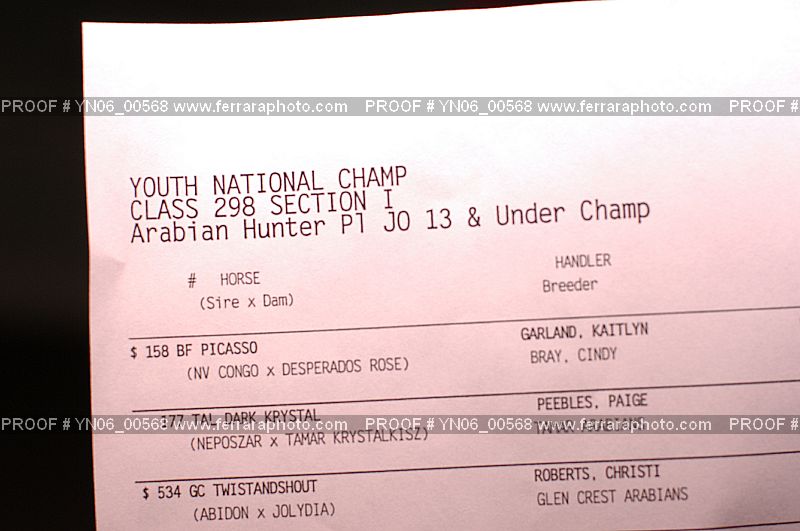 PROOF # YN06_00568 www.ferraraphoto.com PROOF # YN06_00568 www.ferraraphoto.com PROOF #
YOUTH NATIONAL CHAMP
CLASS 298 SECTION I
Arabian Hunter Pl JO 13 & Under Champ
# HORSE HANDLER
(Sire x Dam) Breeder
$ 158 BF PICASSO GARLAND, KAITLYN
(NV CONGO x DESPERADOS ROSE) BRAY, CINDY
177 TAL DARK KRYSTAL PEEBLES, PAIGE
PROOF # YN06_00568 www.ferraraphoto.com PROOF # YN06_00568 www.ferraraphoto.com PROOF #
(NEPOSZAR x TAMAR KRYSTALKISZ)
$ 534 GC TWISTANDSHOUT ROBERTS, CHRISTI
(ABIDON x JOLYDIA) GLEN CREST ARABIANS